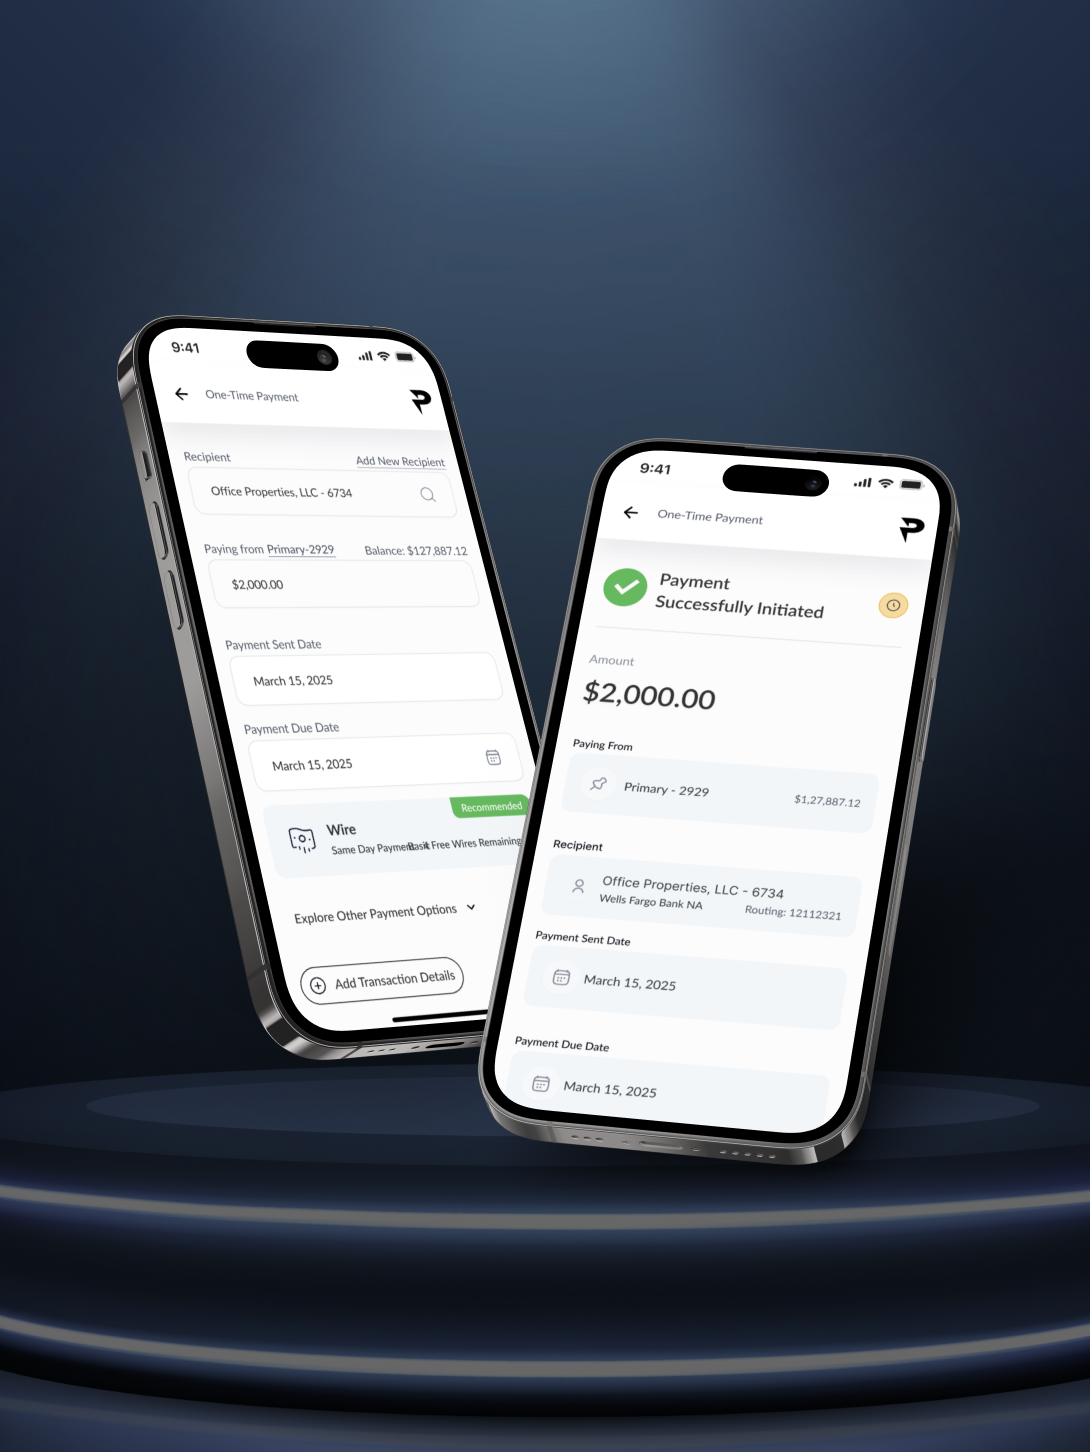 9:41
One-Time Payment
Recipient
Add New Recipient
Office Properties, LLC - 6734
Paying from Primary-2929
Balance: $127,887.12
$2,000.00
Payment Sent Date
March 15, 2025
Payment Due Date
March 15, 2025
Recommended
Wire
Same Day Payment
4 Free Wires Remaining
Explore Other Payment Options
Add Transaction Details
9:41
One-Time Payment
Payment
Successfully Initiated
Amount
$2,000.00
Paying From
Primary - 2929
$1,27,887.12
Recipient
Office Properties, LLC - 6734
Wells Fargo Bank NA
Routing: 12112321
Payment Sent Date
March 15, 2025
Payment Due Date
March 15, 2025